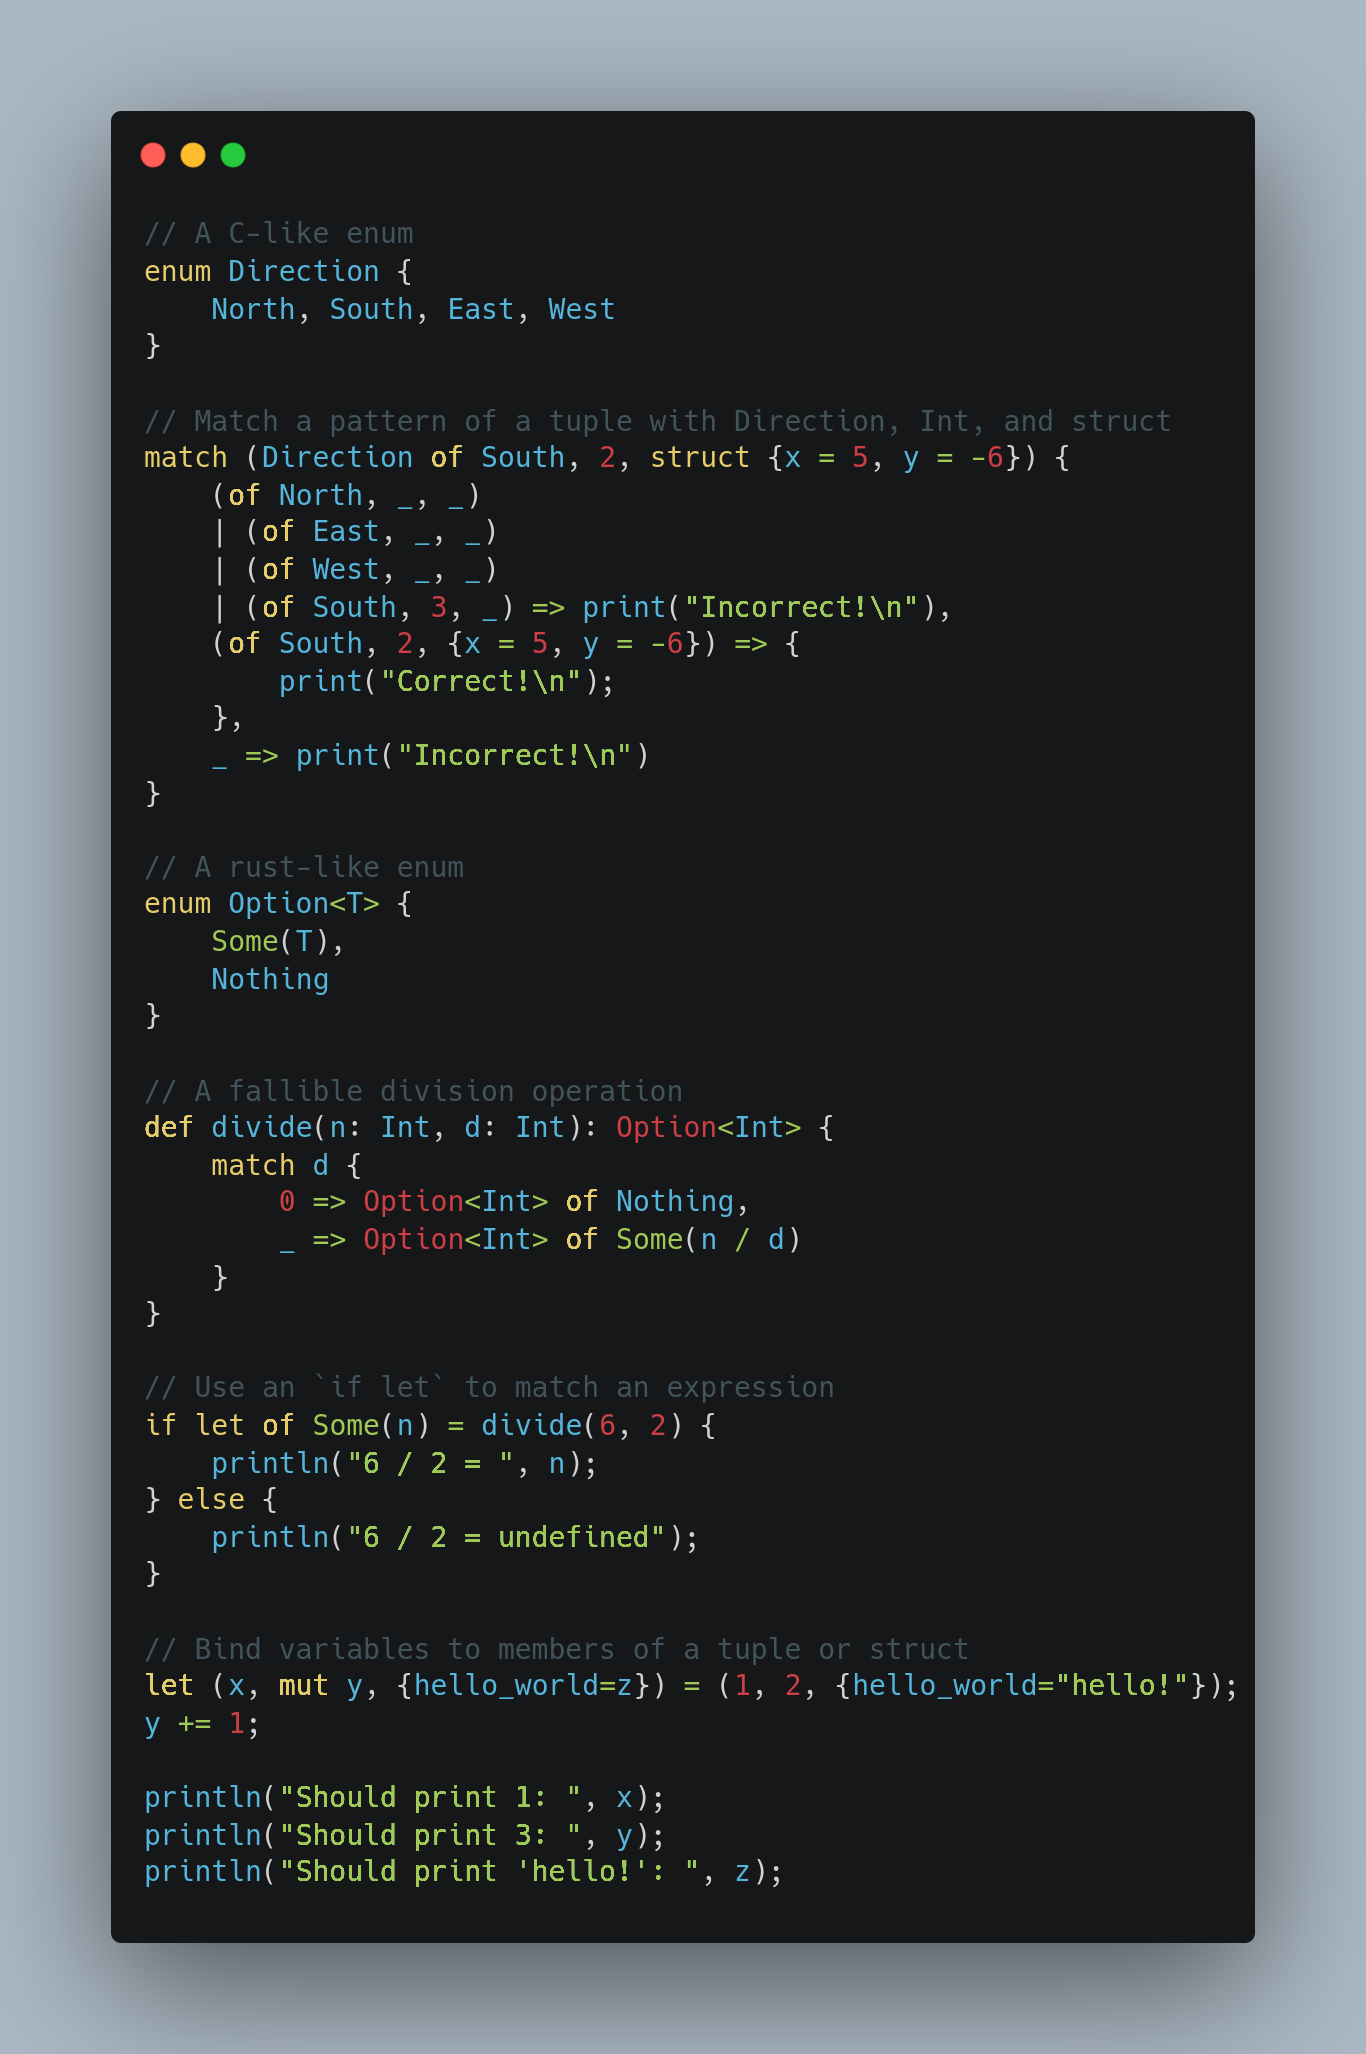 // A C-like enum
enum Direction {
    North, South, East, West
}

// Match a pattern of a tuple with Direction, Int, and struct
match (Direction of South, 2, struct {x = 5, y = -6}) {
    (of North, _, _)
    | (of East, _, _)
    | (of West, _, _)
    | (of South, 3, _) => print("Incorrect!\n"),
    (of South, 2, {x = 5, y = -6}) => {
        print("Correct!\n");
    },
    _ => print("Incorrect!\n")
}

// A rust-like enum
enum Option<T> {
    Some(T),
    Nothing
}

// A fallible division operation
def divide(n: Int, d: Int): Option<Int> {
    match d {
        0 => Option<Int> of Nothing,
        _ => Option<Int> of Some(n / d)
    }
}

// Use an `if let` to match an expression
if let of Some(n) = divide(6, 2) {
    println("6 / 2 = ", n);
} else {
    println("6 / 2 = undefined");
}

// Bind variables to members of a tuple or struct
let (x, mut y, {hello_world=z}) = (1, 2, {hello_world="hello!"});
y += 1;

println("Should print 1: ", x);
println("Should print 3: ", y);
println("Should print 'hello!': ", z);